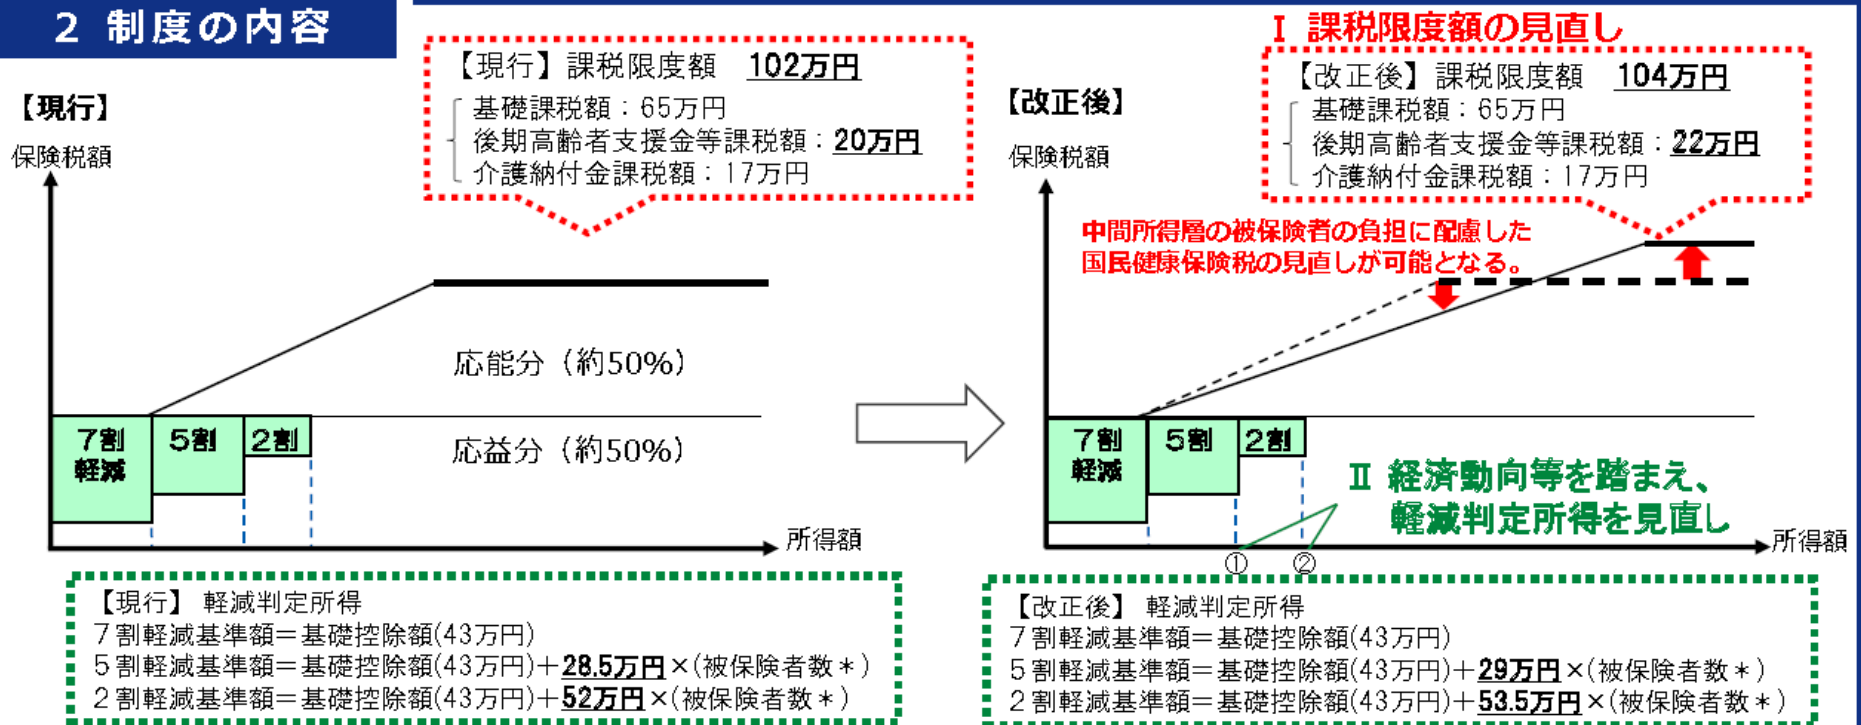 2 制度の内容
【現行】
保険税額
【現行】課税限度額 102万円
基礎課税額：65万円
後期高齢者支援金等課税額：20万円
介護納付金課税額：17万円
応能分（約50%）
7割
軽減
5割
2割
応益分（約50%）
所得額
【現行】 軽減判定所得
7割軽減基準額＝基礎控除額(43万円)
5割軽減基準額＝基礎控除額(43万円)＋28.5万円×(被保険者数＊)
2割軽減基準額＝基礎控除額(43万円)＋52万円×(被保険者数＊)
Ⅰ 課税限度額の見直し
【改正後】
保険税額
【改正後】課税限度額 104万円
基礎課税額：65万円
後期高齢者支援金等課税額：22万円
介護納付金課税額：17万円
中間所得層の被保険者の負担に配慮した
国民健康保険税の見直しが可能となる。
7割
軽減
5割
2割
Ⅱ 経済動向等を踏まえ、
軽減判定所得を見直し
所得額
① ②
【改正後】 軽減判定所得
7割軽減基準額＝基礎控除額(43万円)
5割軽減基準額＝基礎控除額(43万円)＋29万円×(被保険者数＊)
2割軽減基準額＝基礎控除額(43万円)＋53.5万円×(被保険者数＊)